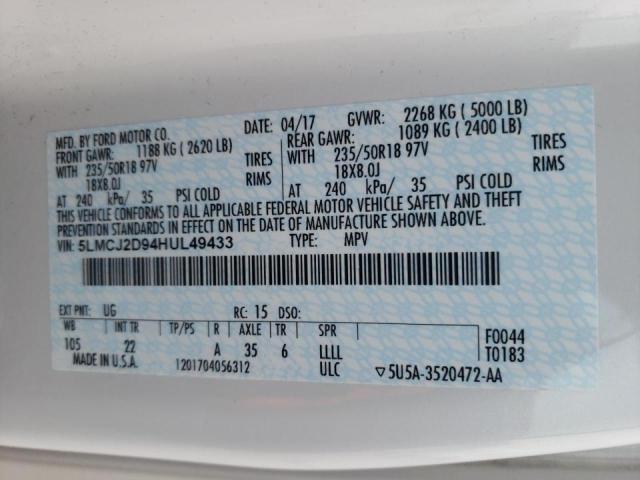 MFD. BY FORD MOTOR CO.
DATE: 04/17 GVWR: 2268 KG ( 5000 LB)
FRONT GAWR: 1188 KG ( 2620 LB)
REAR GAWR: 1089 KG ( 2400 LB)
WITH 235/50R18 97V TIRES
WITH 235/50R18 97V TIRES
18X8.0J RIMS
18X8.0J RIMS
AT 240 kPa/ 35 PSI COLD
AT 240 kPa/ 35 PSI COLD
THIS VEHICLE CONFORMS TO ALL APPLICABLE FEDERAL MOTOR VEHICLE SAFETY AND THEFT
PREVENTION STANDARDS IN EFFECT ON THE DATE OF MANUFACTURE SHOWN ABOVE.
VIN: 5LMCJ2D94HUL49433 TYPE: MPV
EXT PNT: UG RC: 15 DSO:
WB INT TR TP/PS R AXLE TR SPR F0044
105 22 A 35 6 LLLL T0183
MADE IN U.S.A. 1201704056312 ULC ▽5U5A-3520472-AA